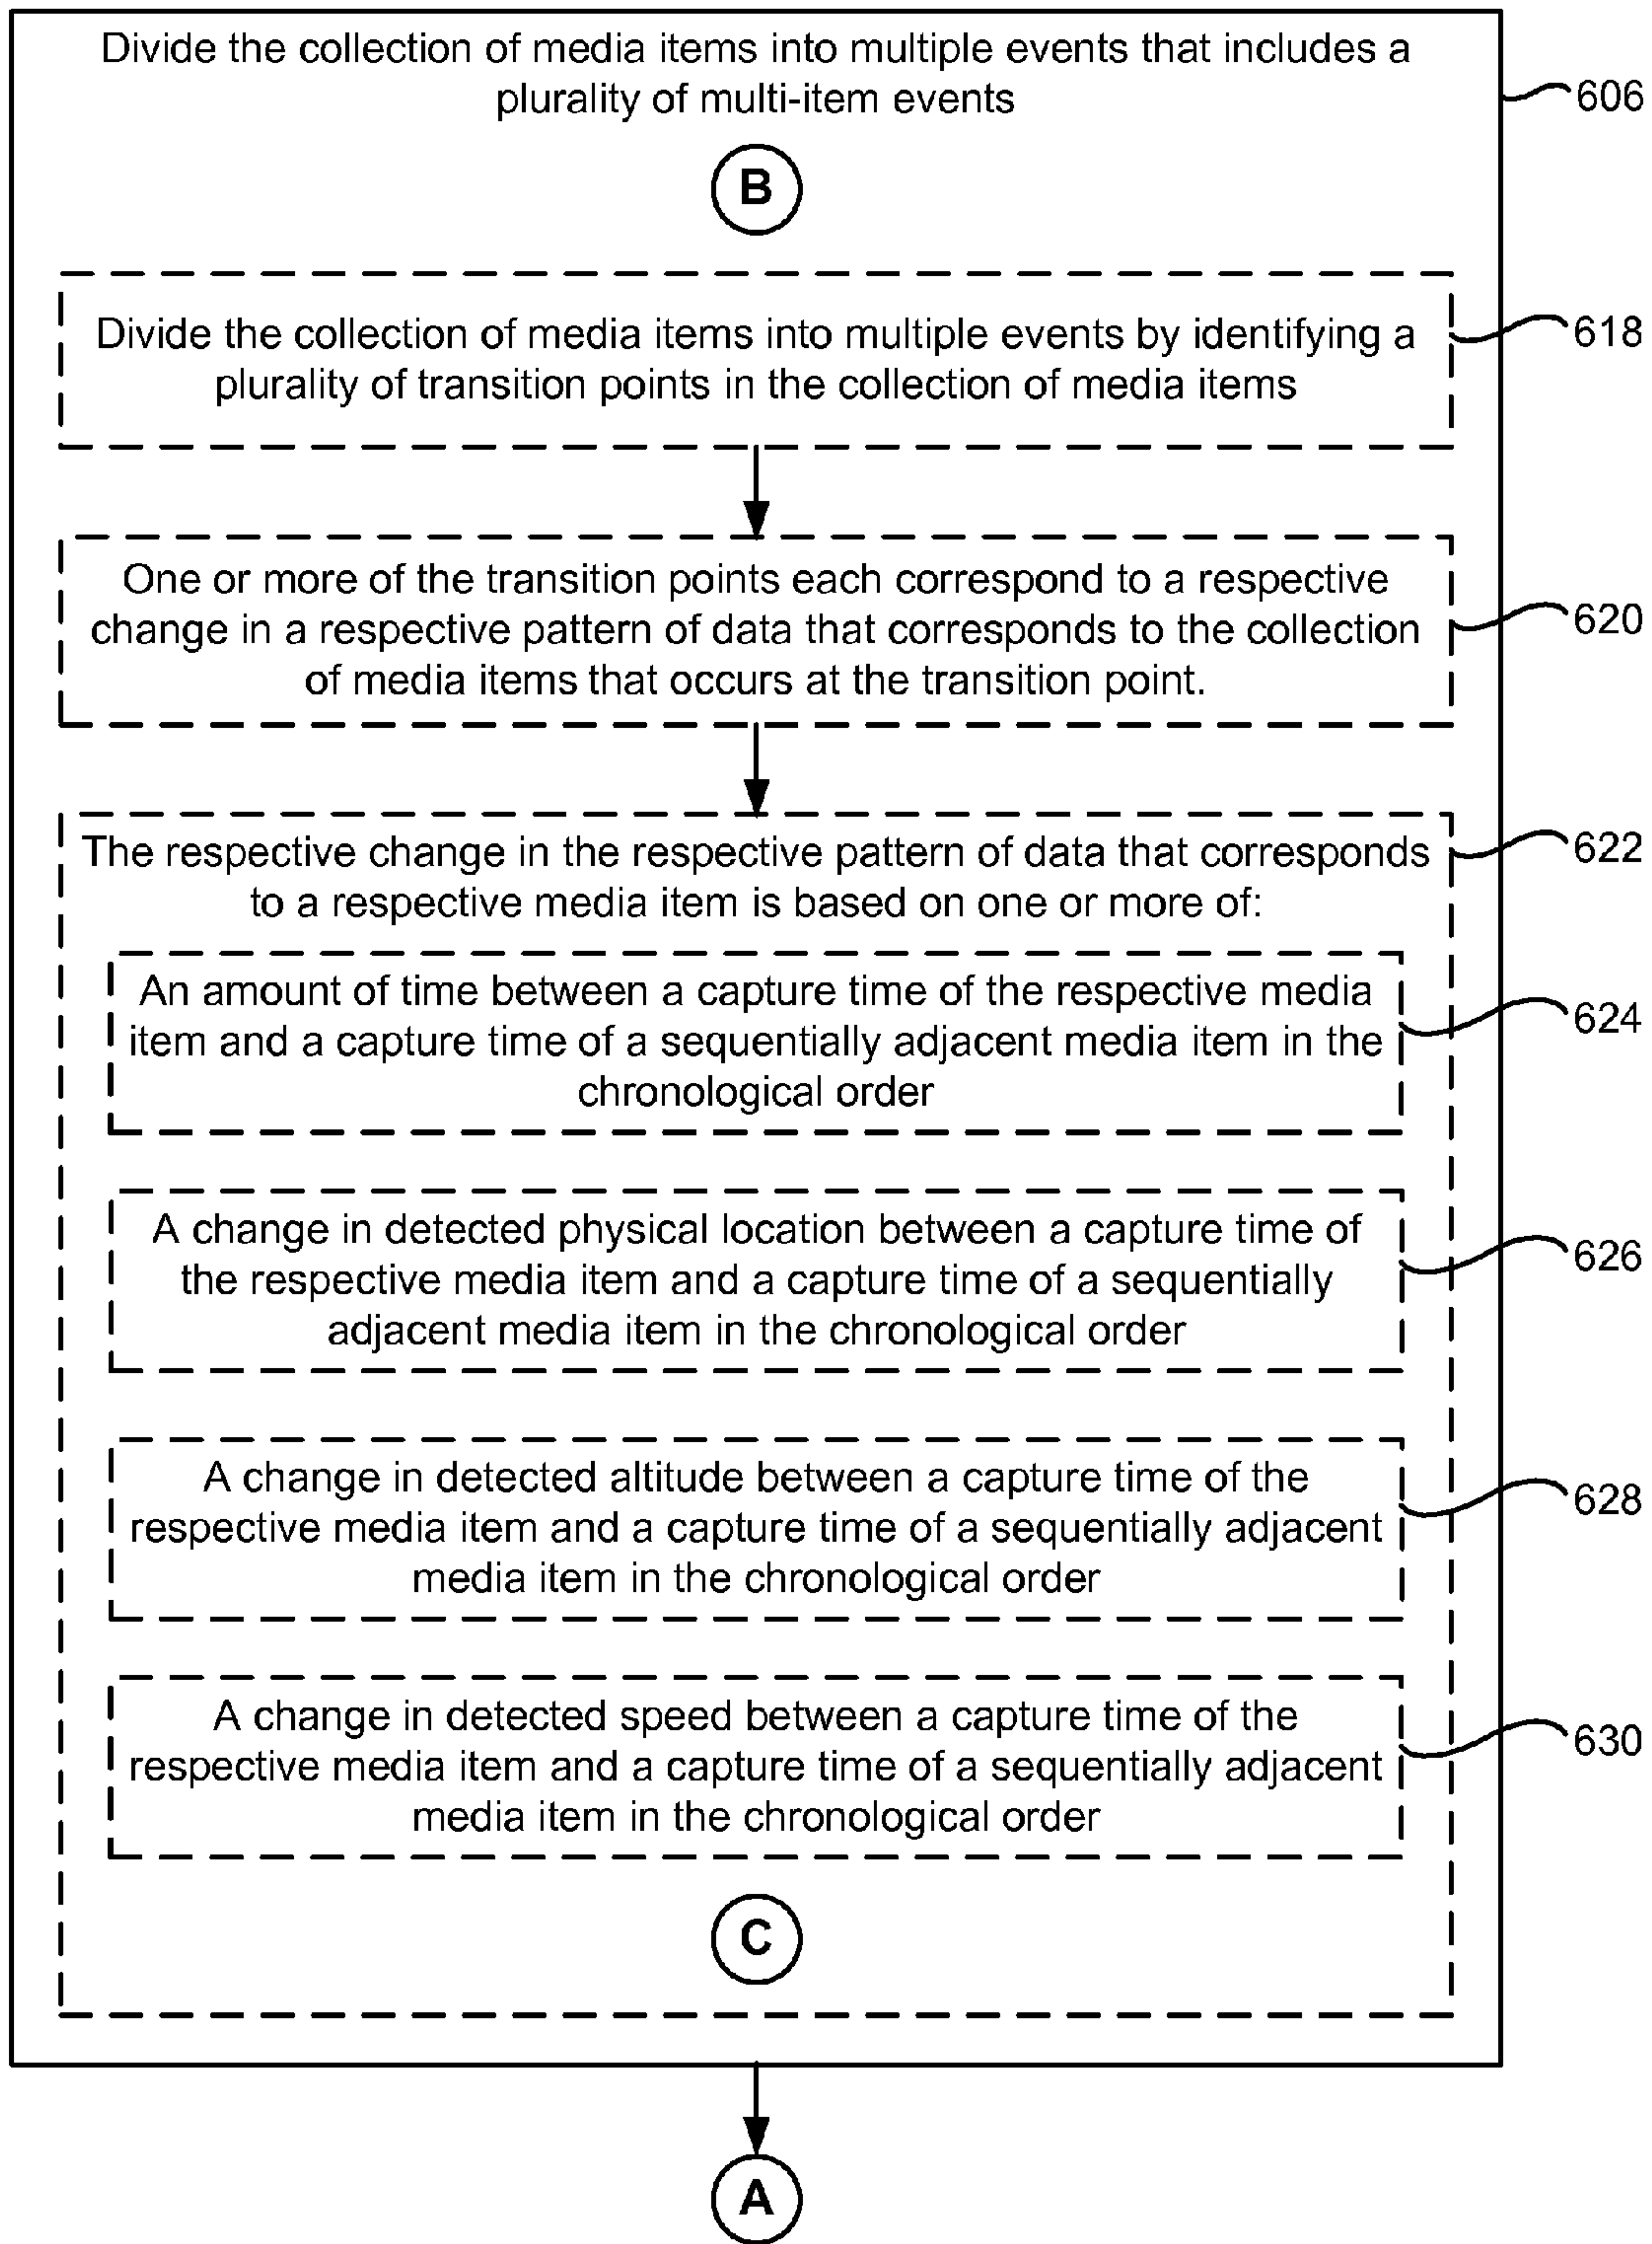 Divide the collection of media items into multiple events that includes a
plurality of multi-item events
606
B
Divide the collection of media items into multiple events by identifying a
plurality of transition points in the collection of media items
618
One or more of the transition points each correspond to a respective
change in a respective pattern of data that corresponds to the collection
of media items that occurs at the transition point.
620
The respective change in the respective pattern of data that corresponds
to a respective media item is based on one or more of:
622
An amount of time between a capture time of the respective media
item and a capture time of a sequentially adjacent media item in the
chronological order
624
A change in detected physical location between a capture time of
the respective media item and a capture time of a sequentially
adjacent media item in the chronological order
626
A change in detected altitude between a capture time of the
respective media item and a capture time of a sequentially adjacent
media item in the chronological order
628
A change in detected speed between a capture time of the
respective media item and a capture time of a sequentially adjacent
media item in the chronological order
630
C
A